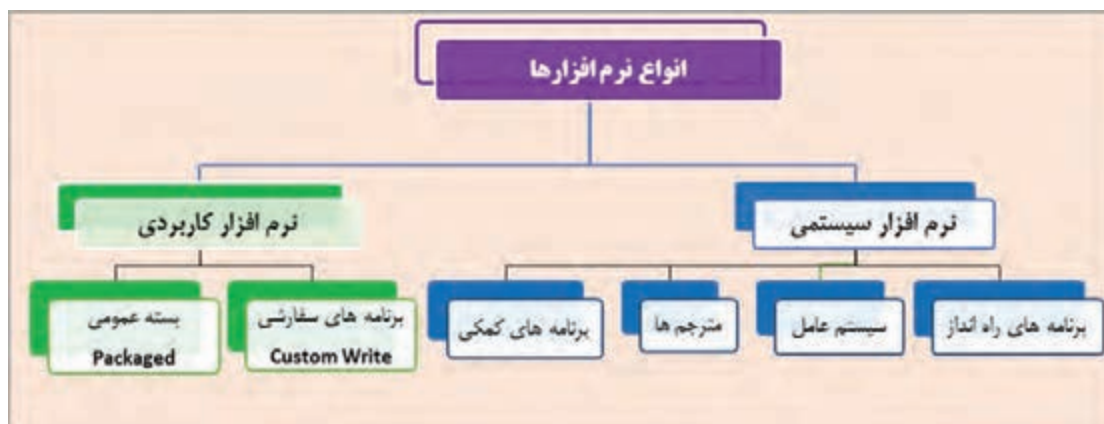 انواع نرم افزارها
نرم افزار سیستمی
نرم افزار کاربردی
برنامه های راه انداز
سیستم عامل
مترجم ها
برنامه های کمکی
برنامه های سفارشی
Custom Write
بسته عمومی
Packaged